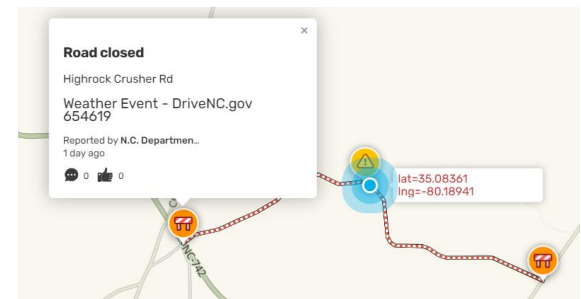 ×
Road closed
Highrock Crusher Rd
Weather Event - DriveNC.gov
654619
Reported by N.C. Departmen...
1 day ago
0 0
lat=35.08361
lng=-80.18941
NC-742